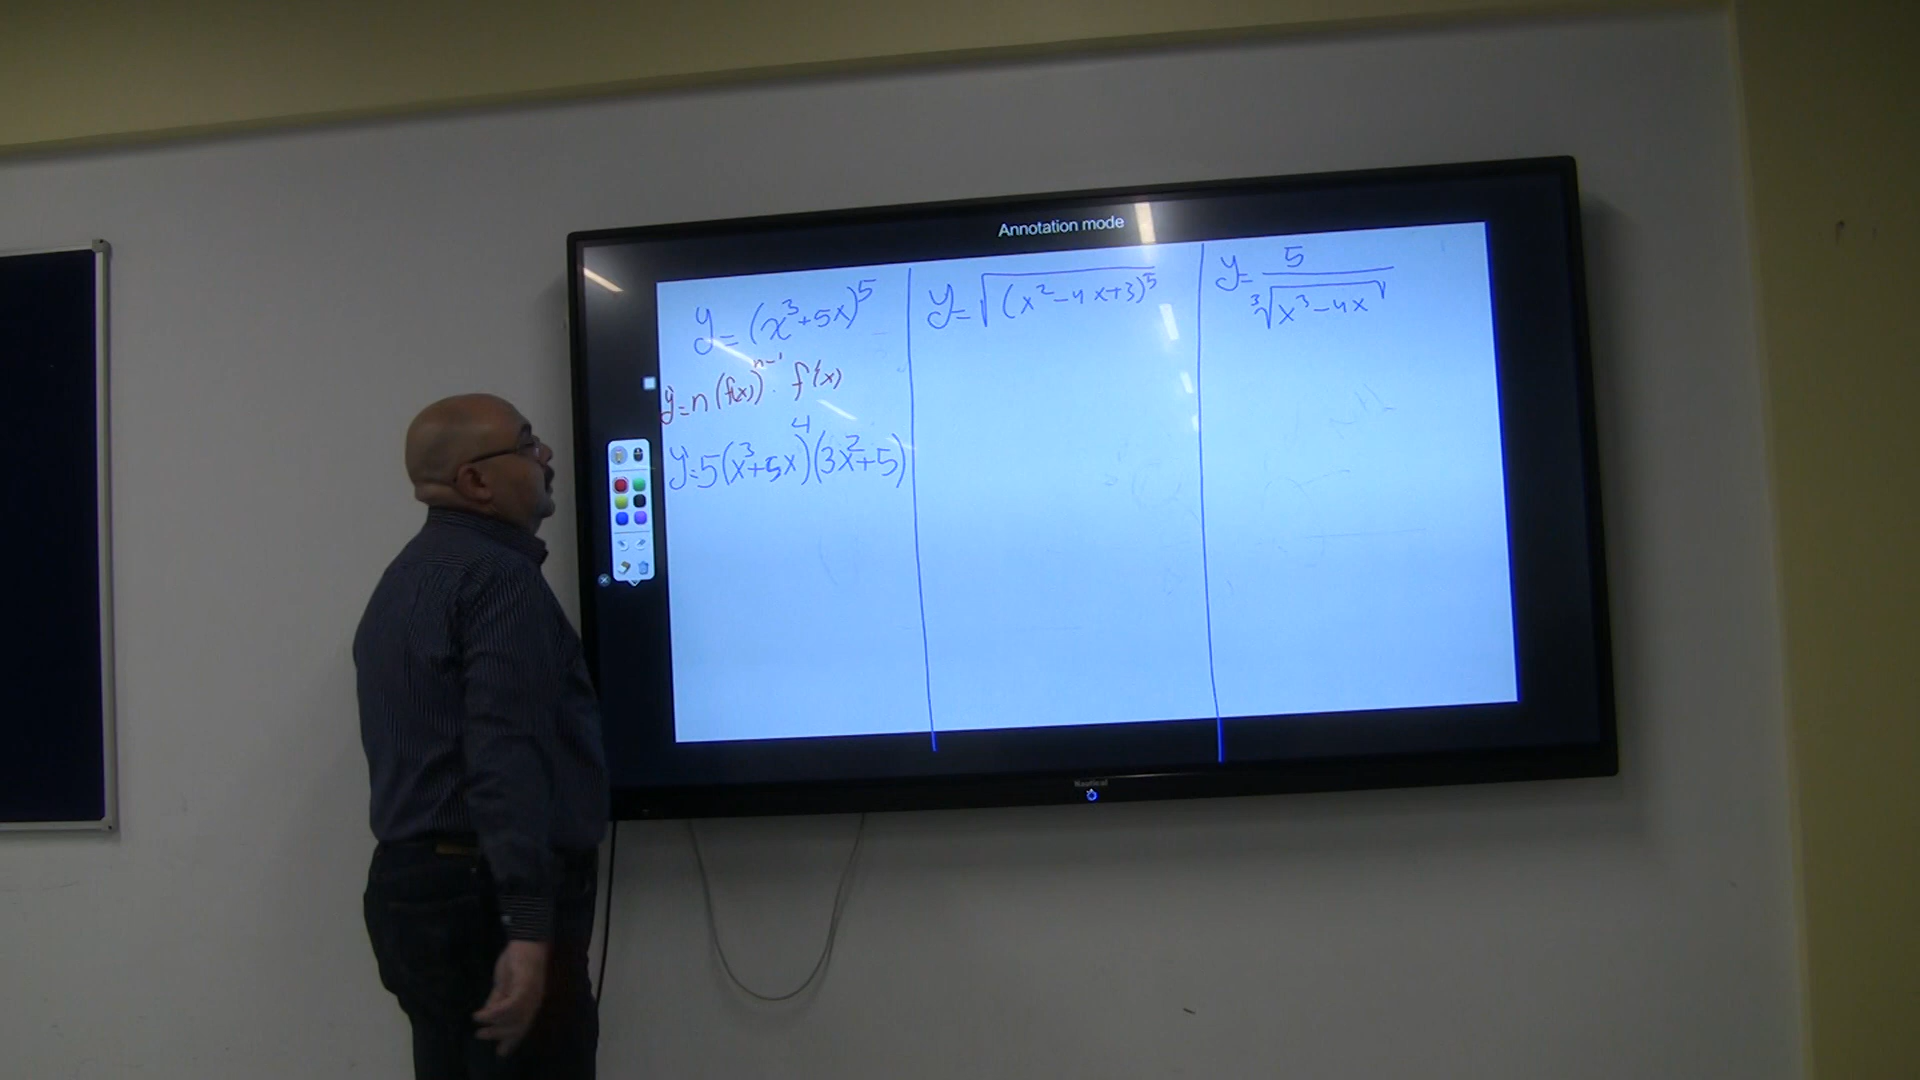 Annotation mode
y = (x³+5x)⁵
y' = n(f(x))ⁿ⁻¹ · f'(x)
y' = 5(x³+5x)⁴(3x²+5)
y = √(x²-4x+3)⁵
y = 5/∛(x³-4x)